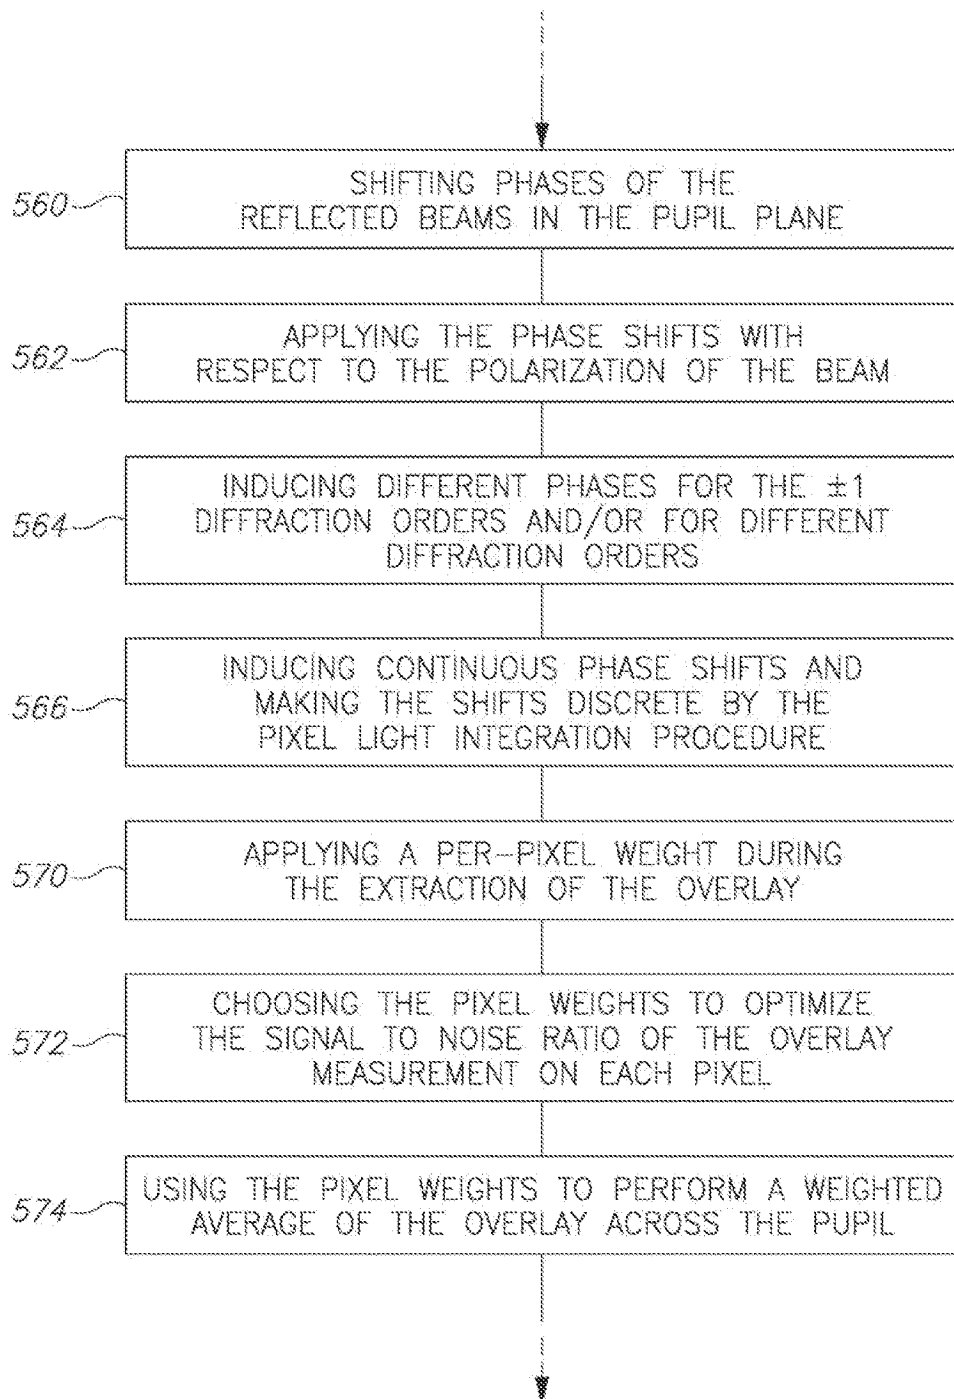 560
SHIFTING PHASES OF THE
REFLECTED BEAMS IN THE PUPIL PLANE
562
APPLYING THE PHASE SHIFTS WITH
RESPECT TO THE POLARIZATION OF THE BEAM
564
INDUCING DIFFERENT PHASES FOR THE ±1
DIFFRACTION ORDERS AND/OR FOR DIFFERENT
DIFFRACTION ORDERS
566
INDUCING CONTINUOUS PHASE SHIFTS AND
MAKING THE SHIFTS DISCRETE BY THE
PIXEL LIGHT INTEGRATION PROCEDURE
570
APPLYING A PER-PIXEL WEIGHT DURING
THE EXTRACTION OF THE OVERLAY
572
CHOOSING THE PIXEL WEIGHTS TO OPTIMIZE
THE SIGNAL TO NOISE RATIO OF THE OVERLAY
MEASUREMENT ON EACH PIXEL
574
USING THE PIXEL WEIGHTS TO PERFORM A WEIGHTED
AVERAGE OF THE OVERLAY ACROSS THE PUPIL